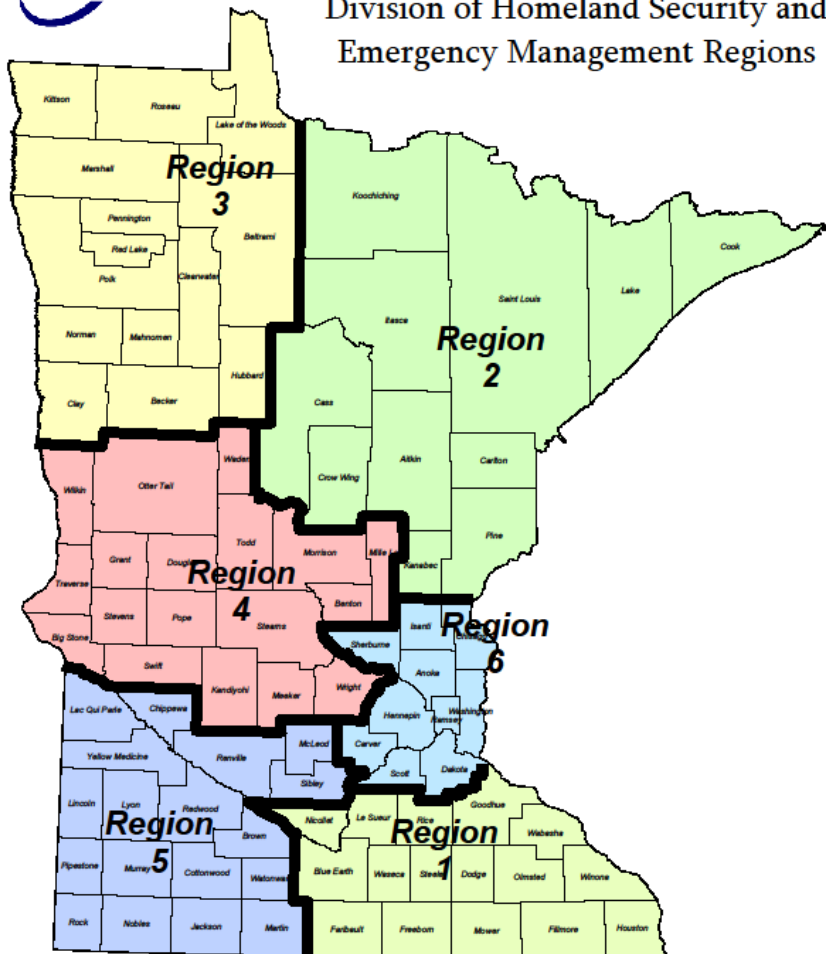 Division of Homeland Security and
Emergency Management Regions
Kittson
Roseau
Lake of the Woods
Marshall
Region
3
Pennington
Beltrami
Red Lake
Clearwater
Polk
Norman
Mahnomen
Hubbard
Clay
Becker
Koochiching
Cook
Lake
Saint Louis
Itasca
Region
2
Cass
Aitkin
Carlton
Crow Wing
Pine
Kanabec
Waden
Wilkin
Otter Tail
Todd
Morrison
Mille L
Grant
Dougl
Region
4
Traverse
Stevens
Pope
Stearns
Benton
Big Stone
Swift
Kandiyohi
Meeker
Wright
Isanti
Region
6
Sherburne
Anoka
Hennepin
Washington
Ramsey
Carver
Scott
Dakota
Lac Qui Parle
Chippewa
McLeod
Yellow Medicine
Renville
Sibley
Lincoln
Lyon
Redwood
Region
5
Brown
Pipestone
Murray
Cottonwood
Rock
Nobles
Jackson
Martin
Nicollet
Le Sueur
Rice
Goodhue
Region
1
Wabasha
Blue Earth
Waseca
Steele
Dodge
Olmsted
Winona
Faribault
Freeborn
Mower
Fillmore
Houston